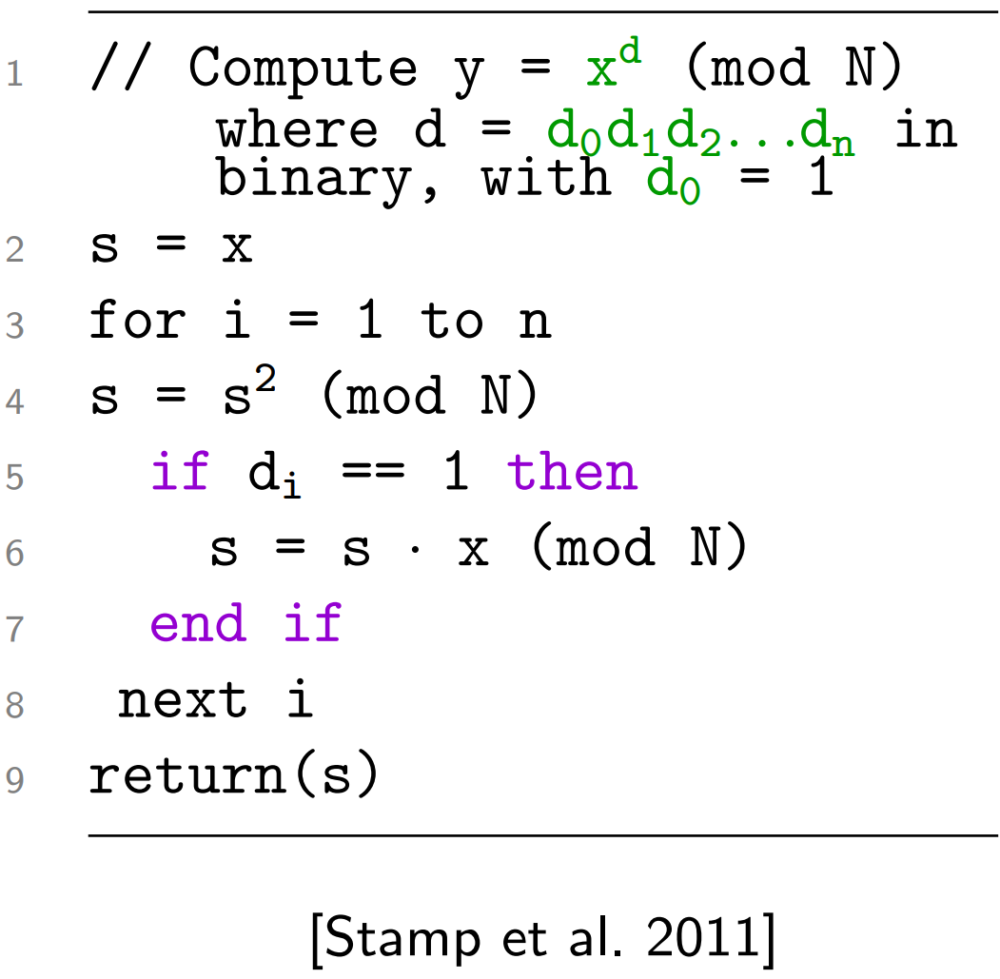 1 // Compute y = x^d (mod N)
where d = d₀d₁d₂...dₙ in
binary, with d₀ = 1
2 s = x
3 for i = 1 to n
4 s = s² (mod N)
5 if dᵢ == 1 then
6 s = s · x (mod N)
7 end if
8 next i
9 return(s)
[Stamp et al. 2011]